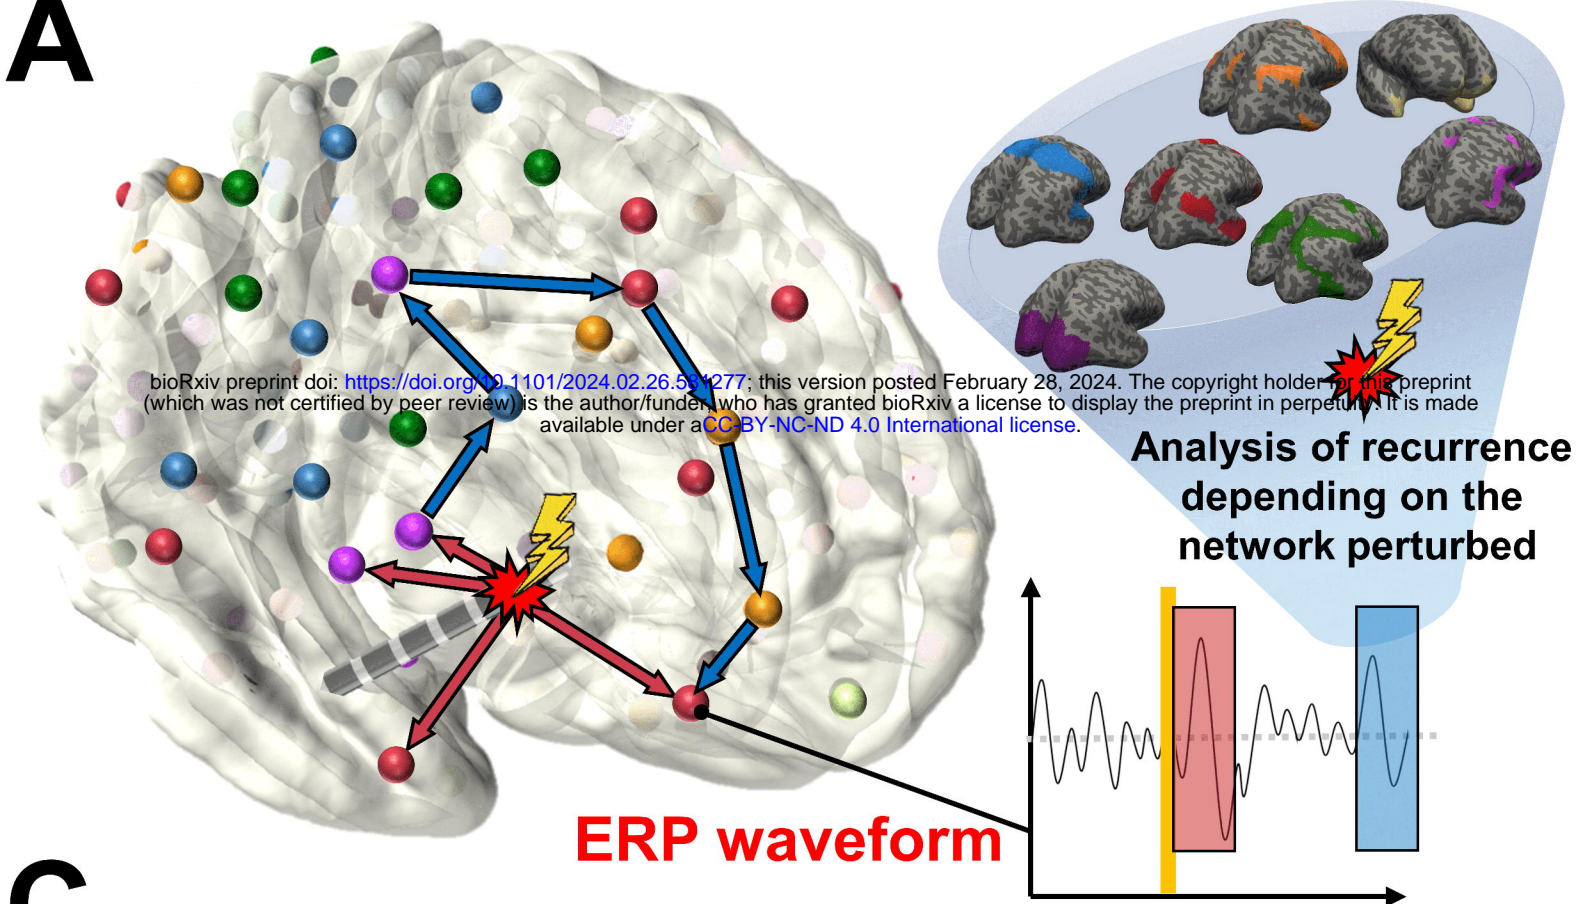 A
bioRxiv preprint doi: https://doi.org/10.1101/2024.02.26.581277; this version posted February 28, 2024. The copyright holder for this preprint
(which was not certified by peer review) is the author/funder, who has granted bioRxiv a license to display the preprint in perpetuity. It is made
available under aCC-BY-NC-ND 4.0 International license.
Analysis of recurrence
depending on the
network perturbed
ERP waveform
C